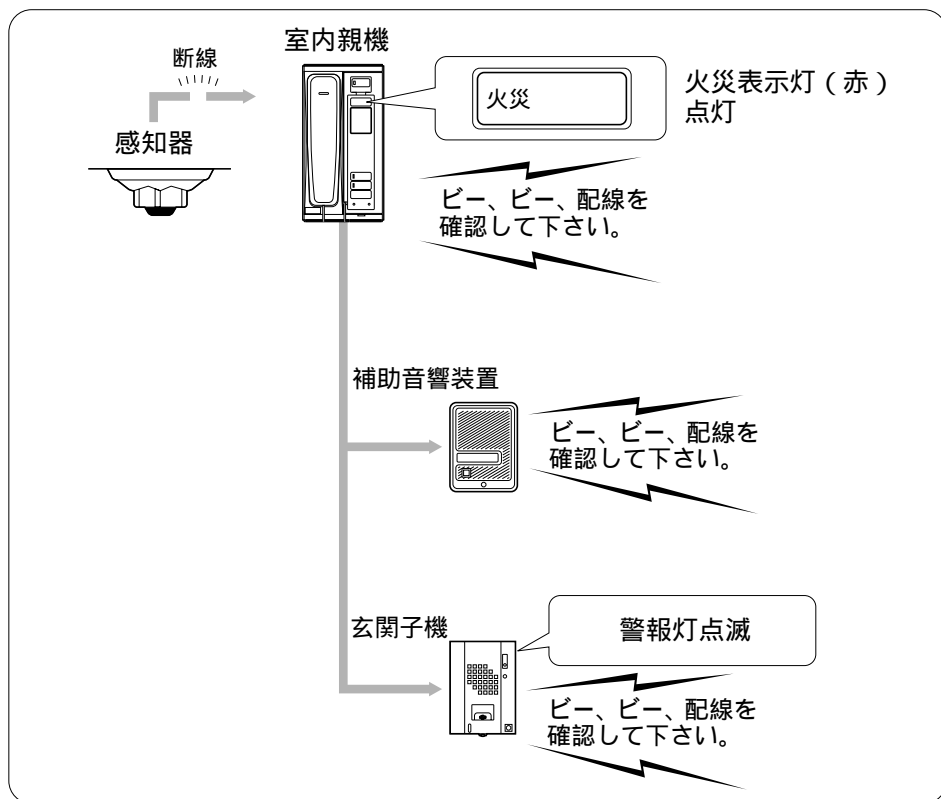 室内親機
断線
感知器
火災
火災表示灯(赤)
点灯
ビー、ビー、配線を
確認して下さい。
補助音響装置
ビー、ビー、配線を
確認して下さい。
玄関子機
警報灯点滅
ビー、ビー、配線を
確認して下さい。